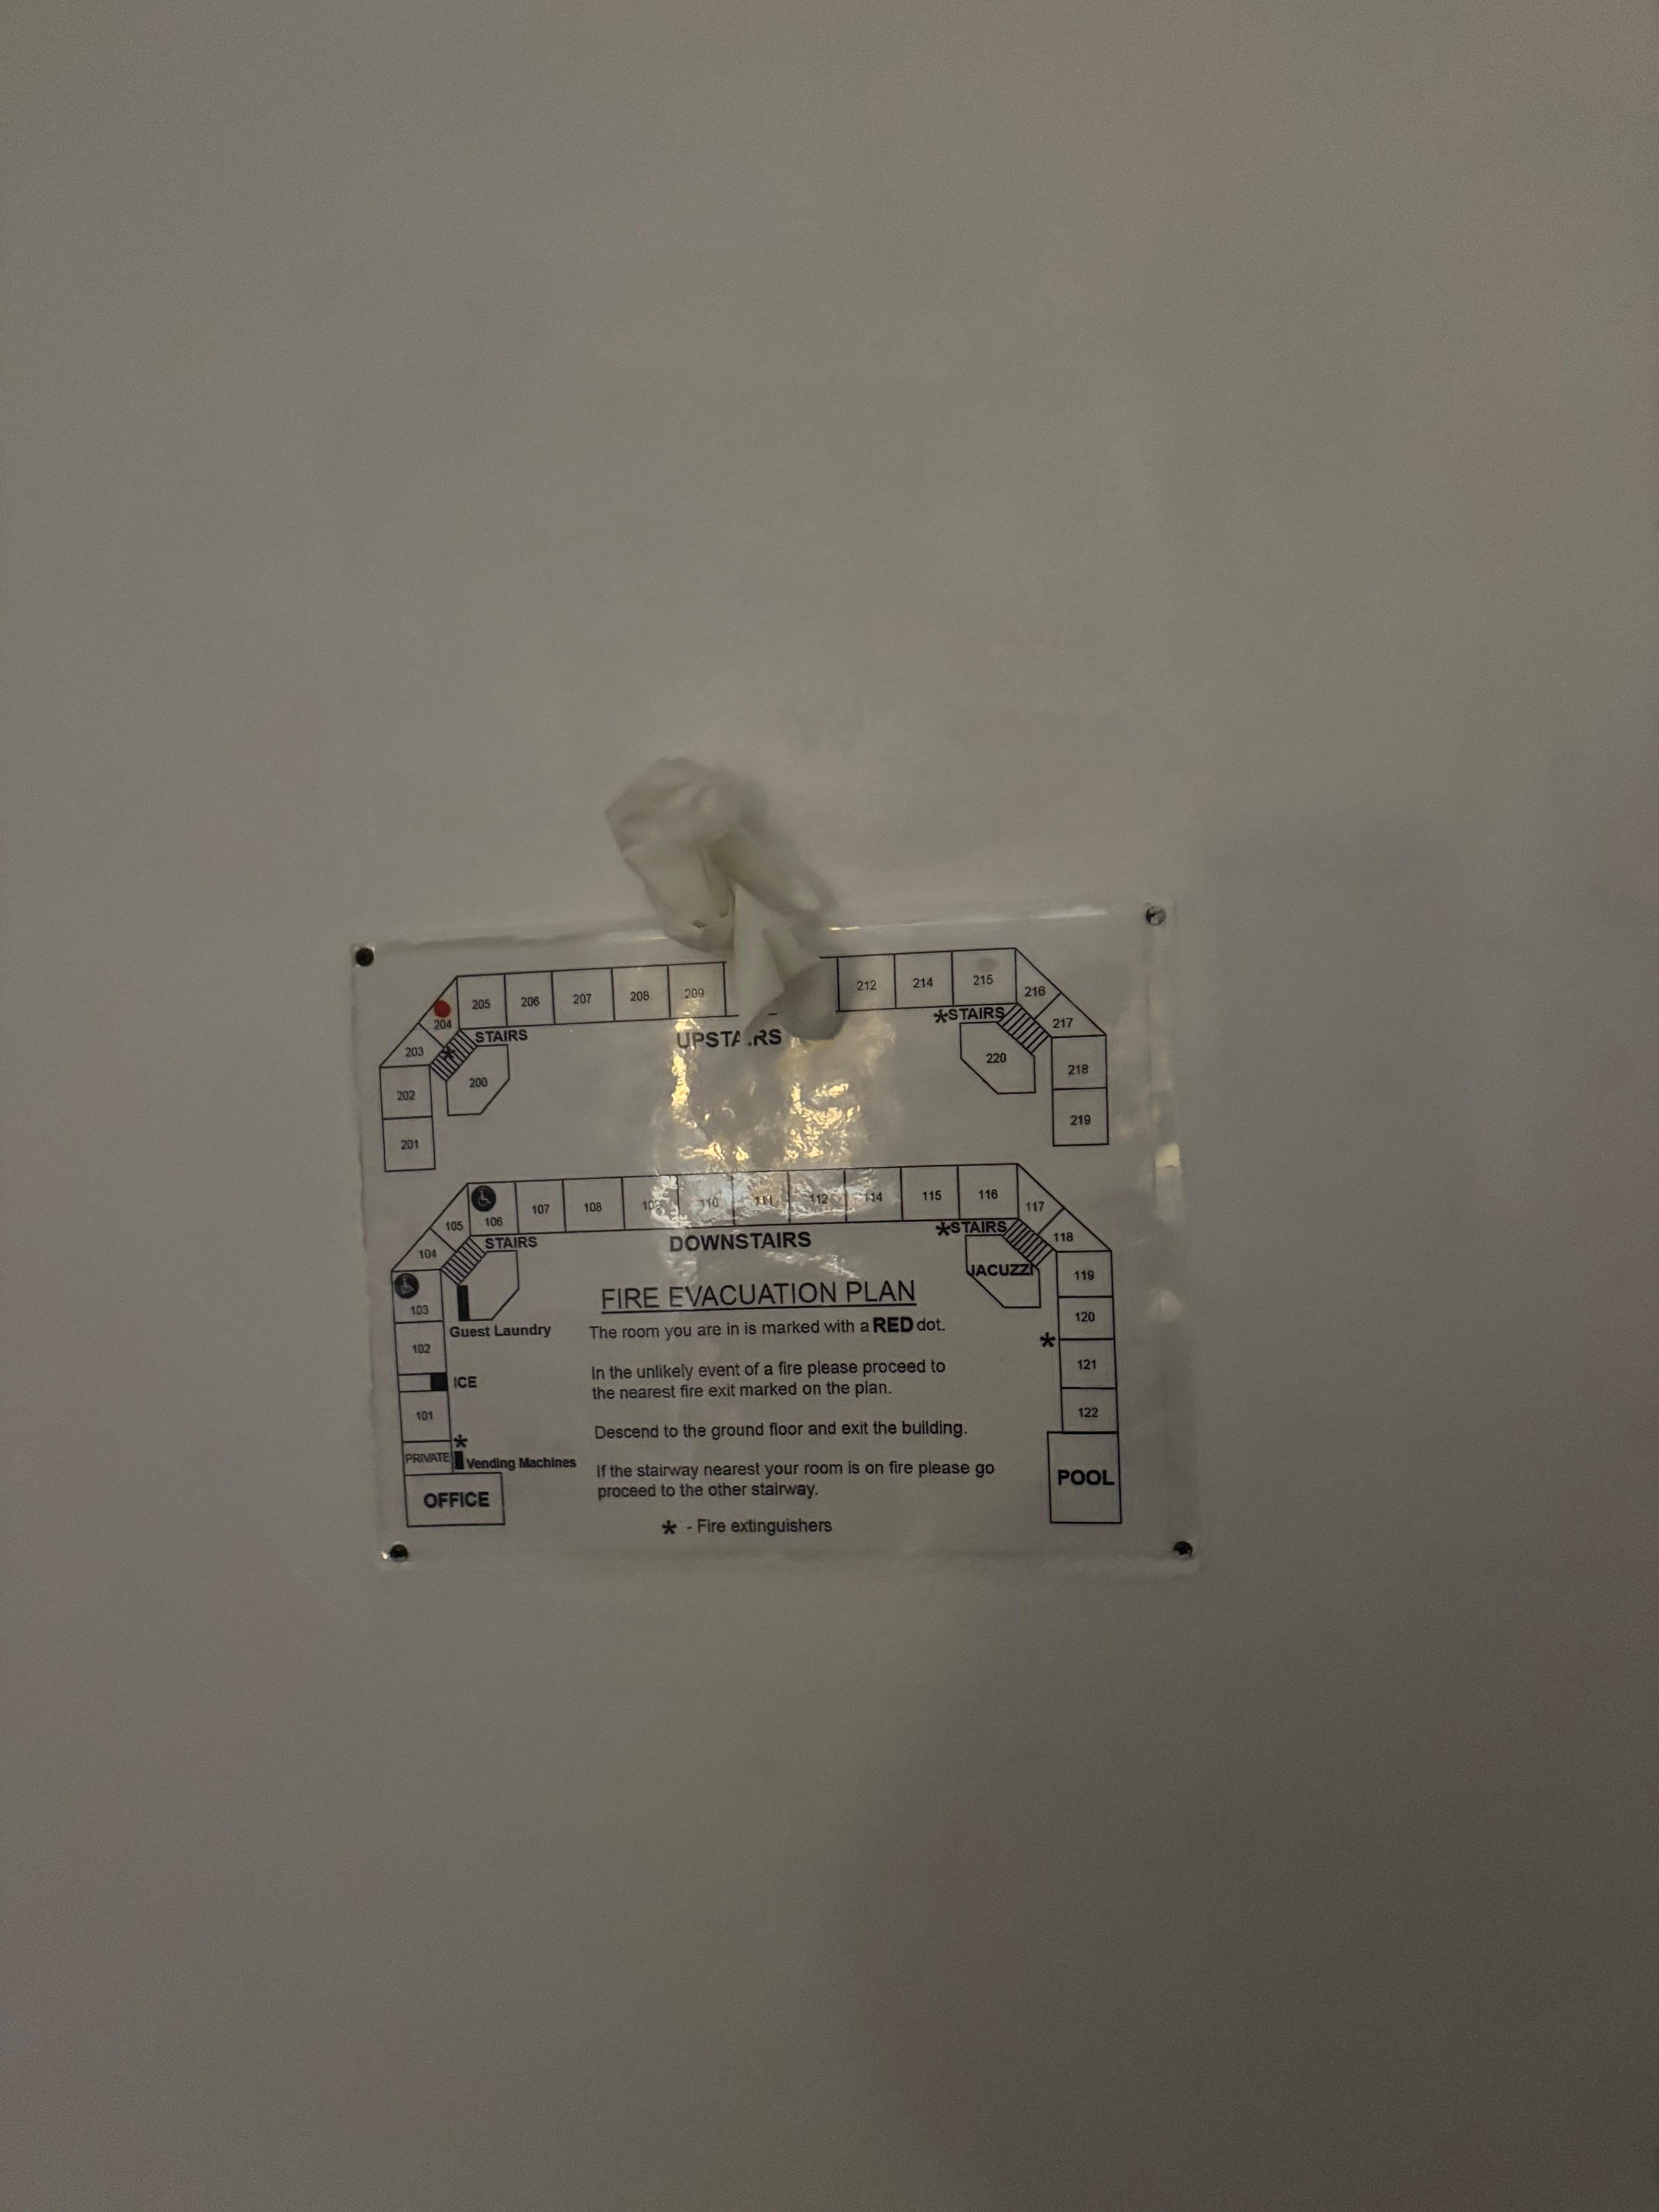 205 206 207 208 209 212 214 215
216
204 STAIRS *STAIRS 217
203 * UPSTAIRS
200 220 218
202
201 219
106 107 108 109 110 111 112 114 115 116
117
105 STAIRS DOWNSTAIRS *STAIRS 118
104 JACUZZI 119
103 FIRE EVACUATION PLAN 120
Guest Laundry The room you are in is marked with a RED dot. *
102 In the unlikely event of a fire please proceed to 121
ICE the nearest fire exit marked on the plan.
101 Descend to the ground floor and exit the building. 122
*
PRIVATE Vending Machines If the stairway nearest your room is on fire please go
OFFICE proceed to the other stairway. POOL
* - Fire extinguishers